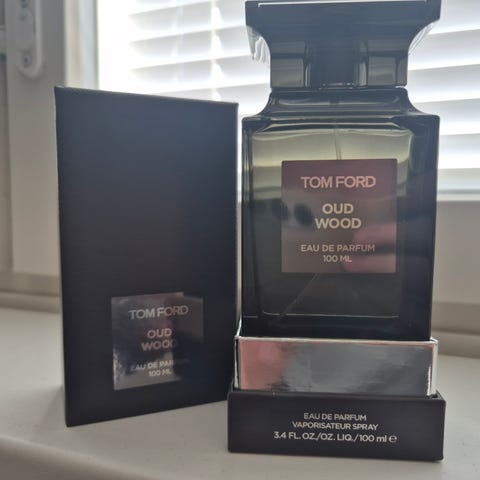 TOM FORD
OUD
WOOD
EAU DE PARFUM
100 ML
TOM FORD
OUD
WOOD
EAU DE PARFUM
100 ML
EAU DE PARFUM
VAPORISATEUR SPRAY
3.4 FL. OZ./OZ. LIQ./100 ml ℮